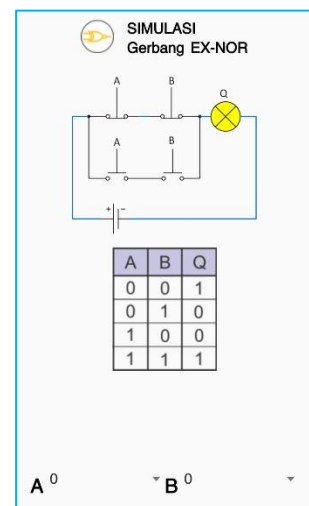 SIMULASI
Gerbang EX-NOR
A B
Q
A B
+ −
A B Q
0 0 1
0 1 0
1 0 0
1 1 1
A 0 B 0